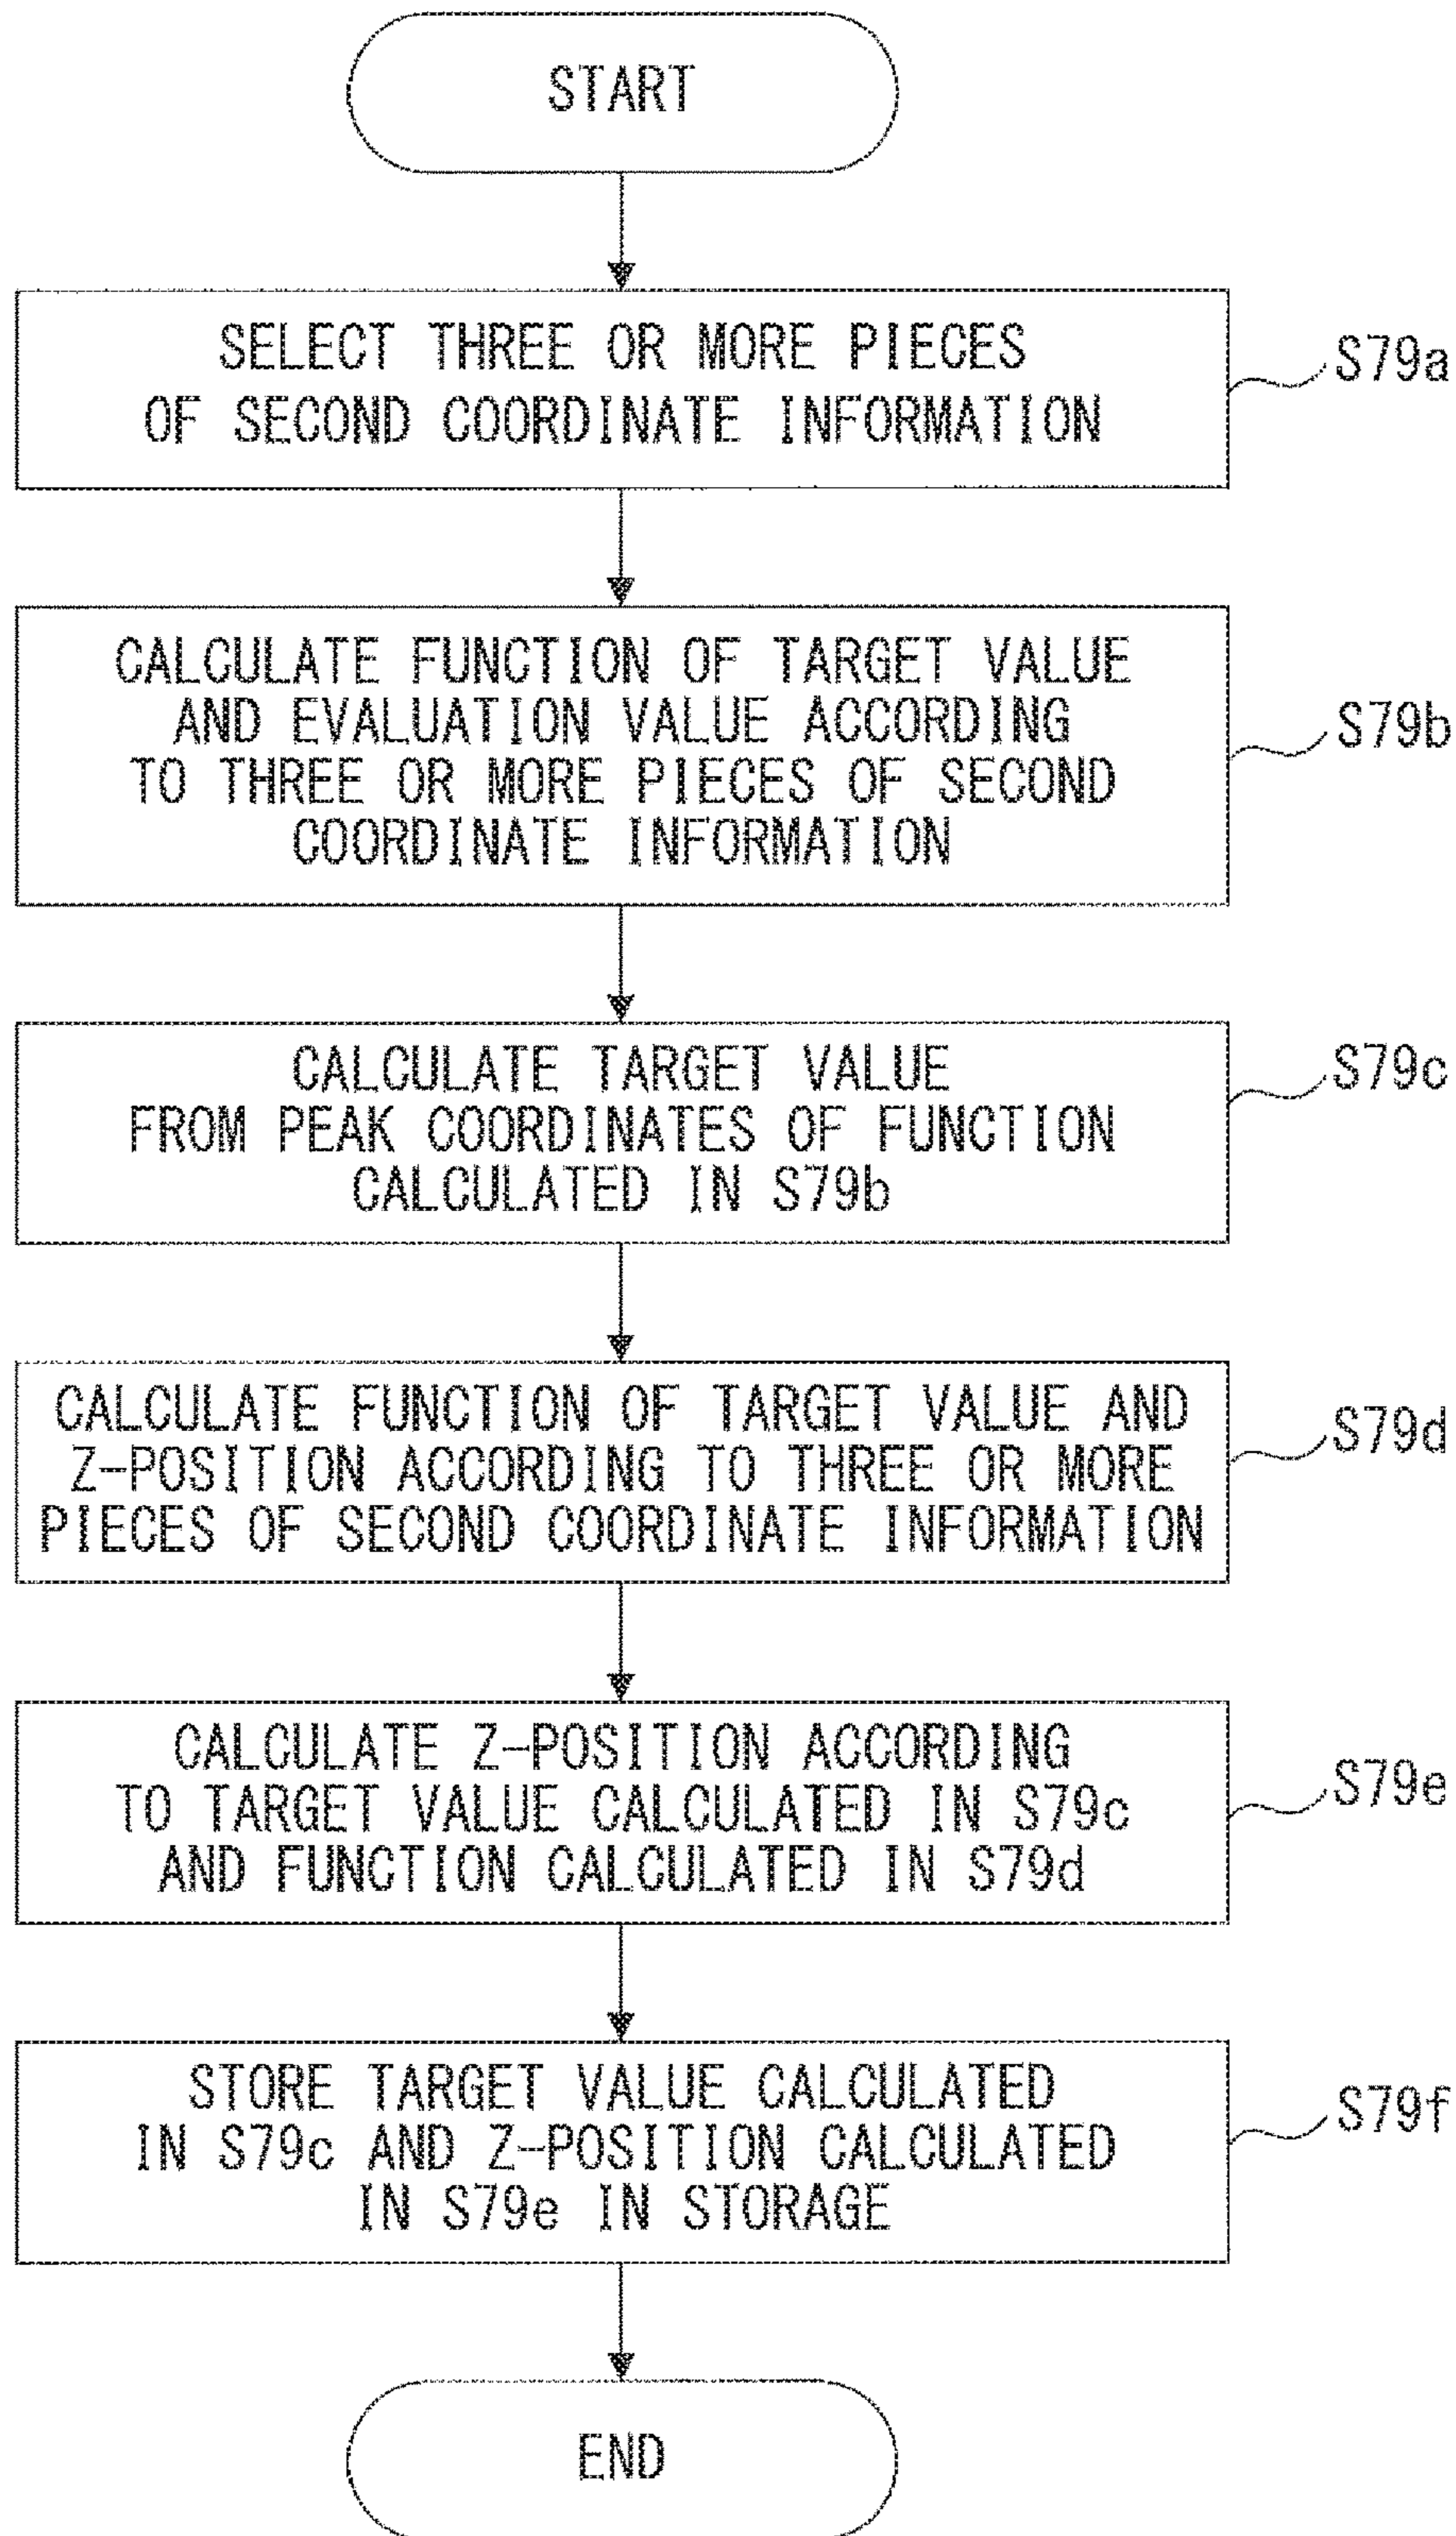 START
SELECT THREE OR MORE PIECES
OF SECOND COORDINATE INFORMATION
S79a
CALCULATE FUNCTION OF TARGET VALUE
AND EVALUATION VALUE ACCORDING
TO THREE OR MORE PIECES OF SECOND
COORDINATE INFORMATION
S79b
CALCULATE TARGET VALUE
FROM PEAK COORDINATES OF FUNCTION
CALCULATED IN S79b
S79c
CALCULATE FUNCTION OF TARGET VALUE AND
Z-POSITION ACCORDING TO THREE OR MORE
PIECES OF SECOND COORDINATE INFORMATION
S79d
CALCULATE Z-POSITION ACCORDING
TO TARGET VALUE CALCULATED IN S79c
AND FUNCTION CALCULATED IN S79d
S79e
STORE TARGET VALUE CALCULATED
IN S79c AND Z-POSITION CALCULATED
IN S79e IN STORAGE
S79f
END